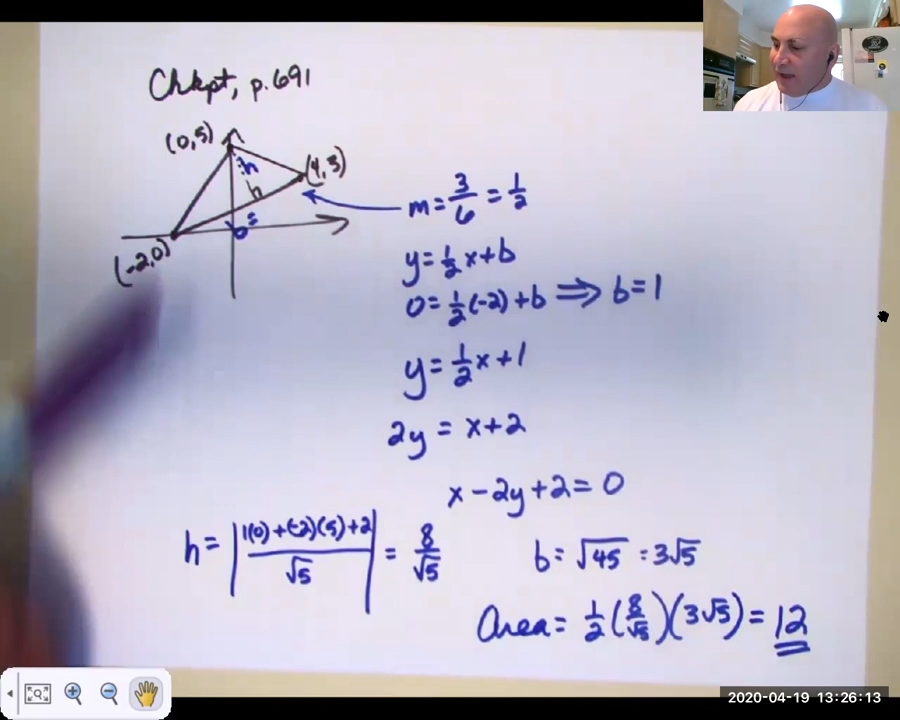 Chkpt, p.691
(0,5)
h
(4,3)
b=
(-2,0)
m = 3/6 = 1/2
y = 1/2 x + b
0 = 1/2 (-2) + b ⟹ b = 1
y = 1/2 x + 1
2y = x + 2
x - 2y + 2 = 0
h = |(1(0) + (-2)(5) + 2)/√5| = 8/√5
b = √45 = 3√5
Area = 1/2 (8/√5)(3√5) = 12
2020-04-19 13:26:13